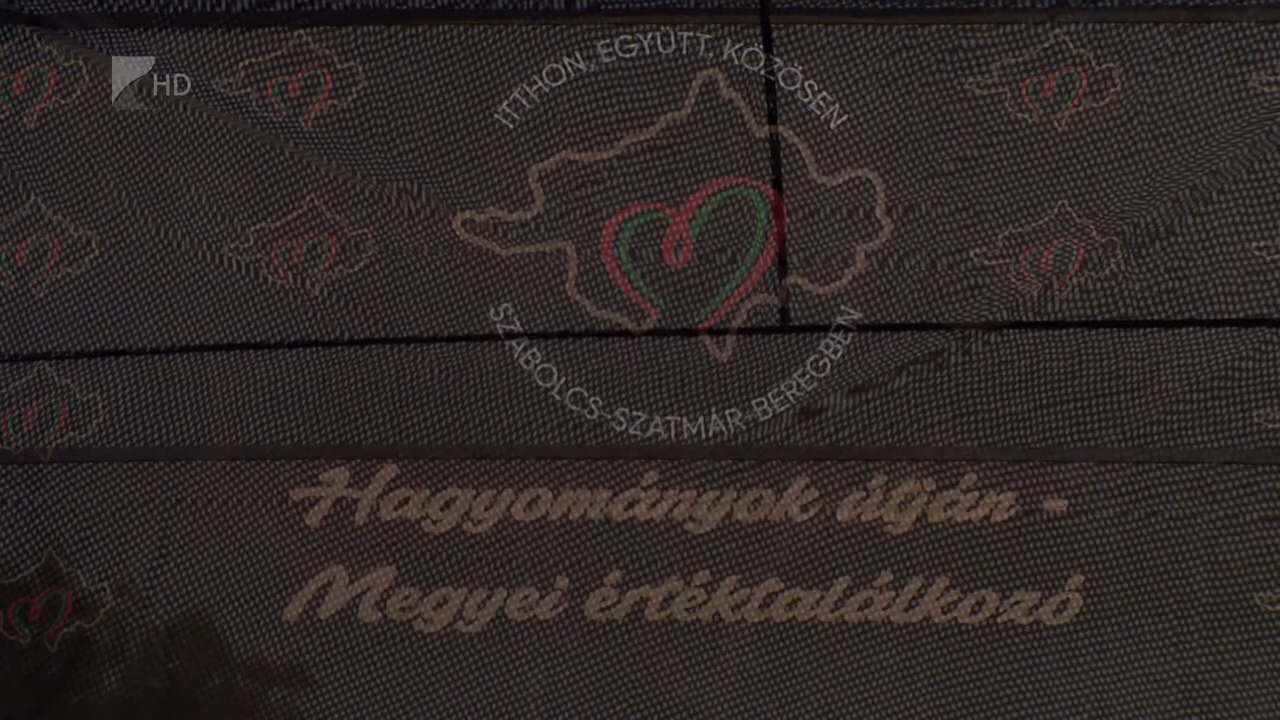 HD
ITTHON, EGYÜTT, KÖZÖSEN
SZABOLCS-SZATMÁR-BEREGBEN
Hagyományok útján -
Megyei értéktalálkozó